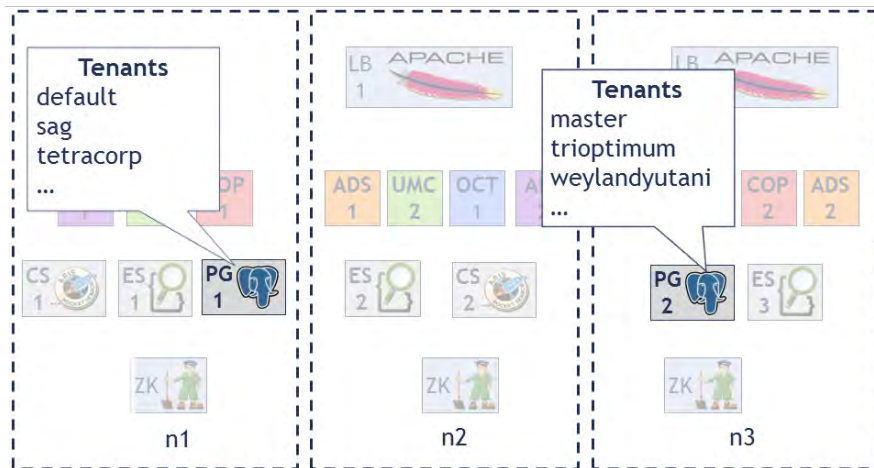 Tenants
default
sag
tetracorp
...
LB
1
APACHE
LB
APACHE
Tenants
master
trioptimum
weylandyutani
...
OP
1
ADS
1
UMC
2
OCT
1
COP
2
ADS
2
CS
1
ES
1
PG
1
ES
2
CS
2
PG
2
ES
3
ZK
ZK
ZK
n1
n2
n3